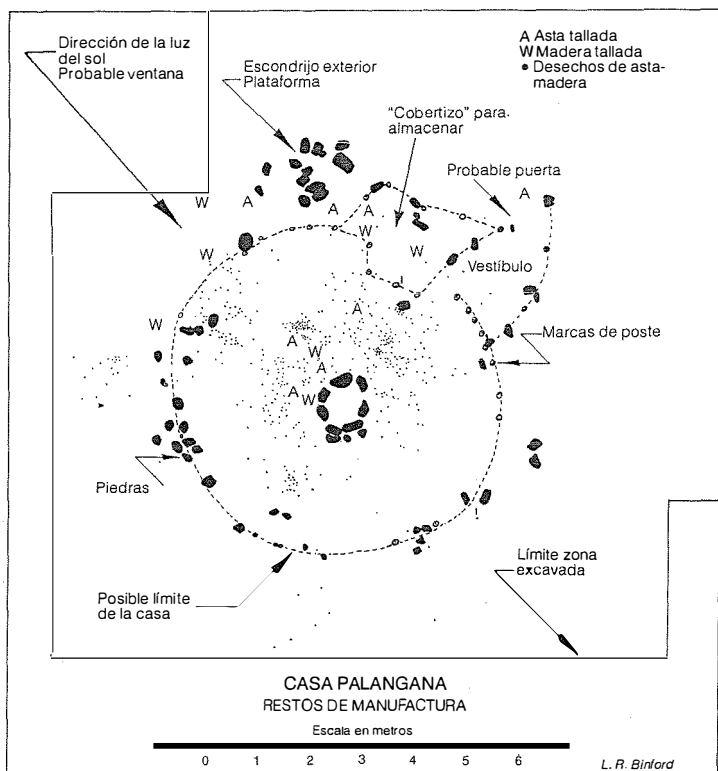 Dirección de la luz
del sol
Probable ventana
Escondrijo exterior
Plataforma
A Asta tallada
W Madera tallada
Desechos de asta-
madera
"Cobertizo" para
almacenar
Probable puerta
A
W
A
A
A
W
W
W
Vestíbulo
W
A
Marcas de poste
A
W
A
A
W
Piedras
Posible límite
de la casa
Límite zona
excavada
CASA PALANGANA
RESTOS DE MANUFACTURA
Escala en metros
0 1 2 3 4 5 6
L. R. Binford